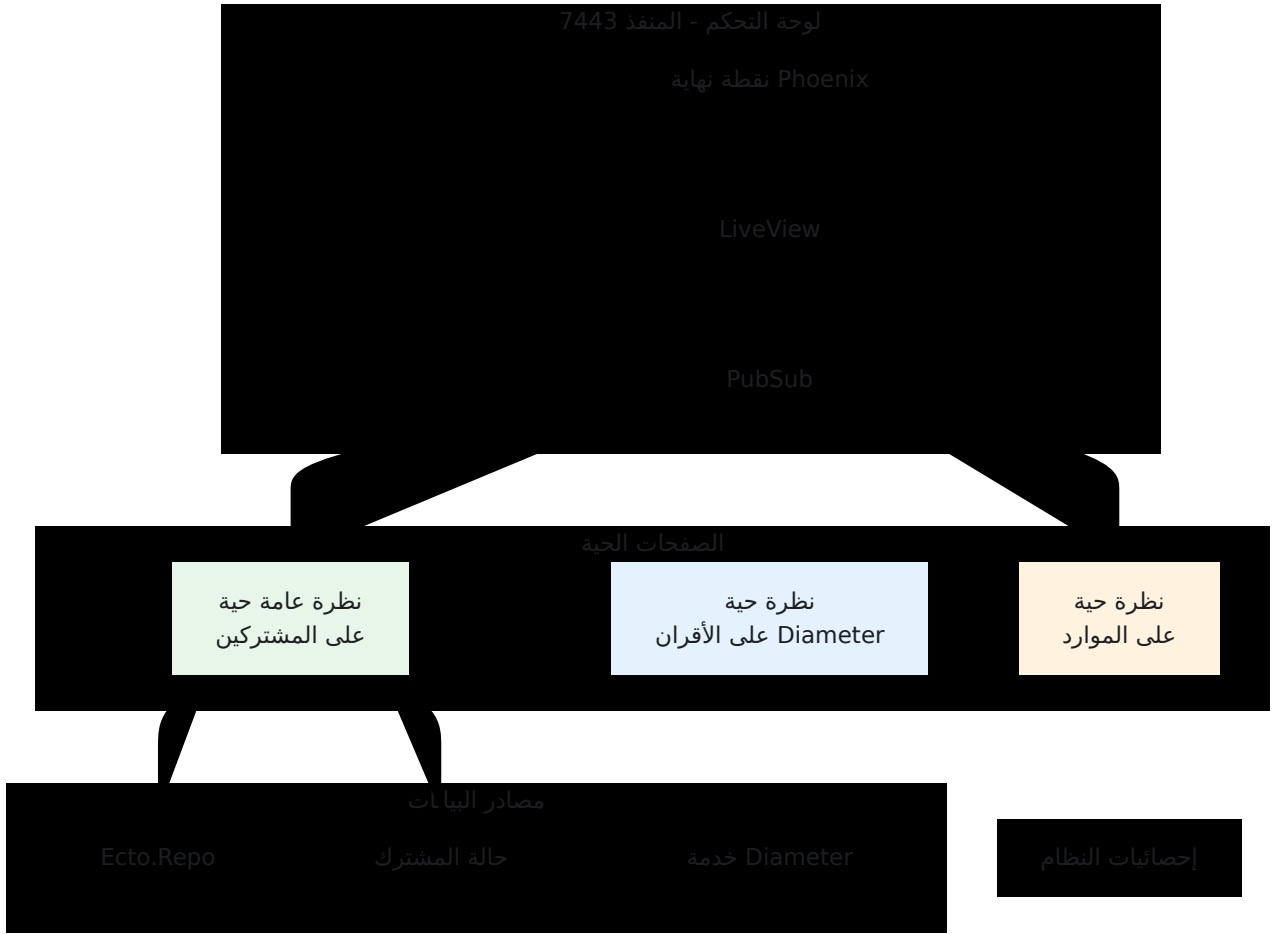 لوحة التحكم - المنفذ 7443
نقطة نهاية Phoenix
LiveView
PubSub
الصفحات الحية
نظرة عامة حية
على المشتركين
نظرة حية
على الأقران Diameter
نظرة حية
على الموارد
مصادر البيانات
Ecto.Repo
حالة المشترك
خدمة Diameter
إحصائيات النظام